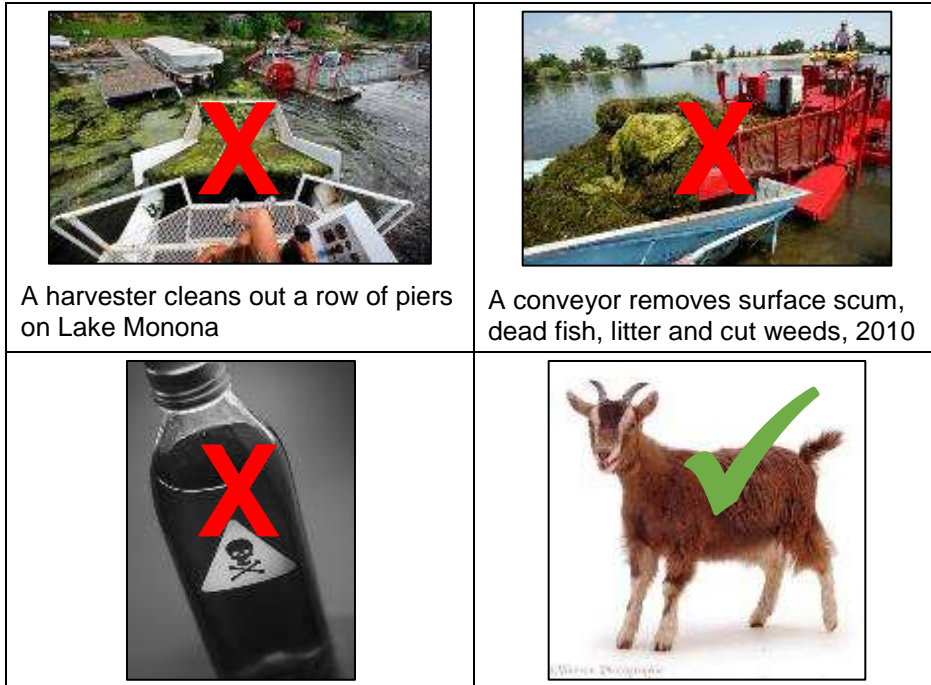 A harvester cleans out a row of piers
on Lake Monona
A conveyor removes surface scum,
dead fish, litter and cut weeds, 2010